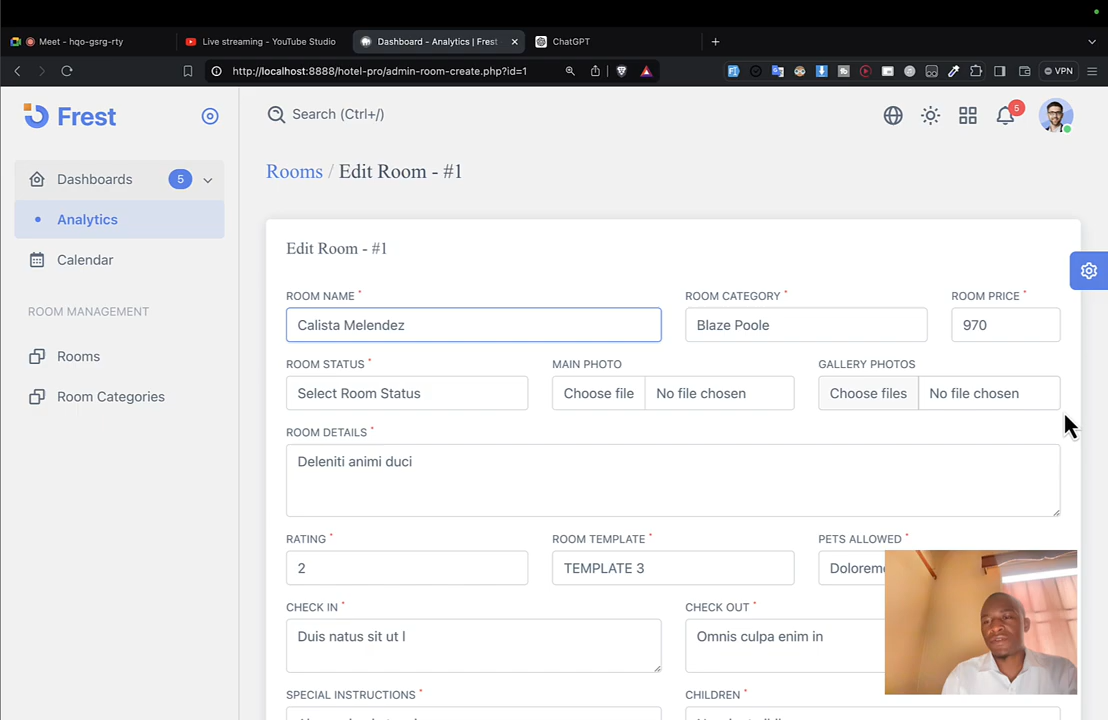 Meet - hqo-gsrg-rty
Live streaming - YouTube Studio
Dashboard - Analytics | Frest
ChatGPT
http://localhost:8888/hotel-pro/admin-room-create.php?id=1
VPN
Frest
Search (Ctrl+/)
5
Dashboards
5
Analytics
Calendar
ROOM MANAGEMENT
Rooms
Room Categories
Rooms / Edit Room - #1
Edit Room - #1
ROOM NAME *
ROOM CATEGORY *
ROOM PRICE *
Calista Melendez
Blaze Poole
970
ROOM STATUS *
MAIN PHOTO
GALLERY PHOTOS
Select Room Status
Choose file
No file chosen
Choose files
No file chosen
ROOM DETAILS *
Deleniti animi duci
RATING *
ROOM TEMPLATE *
PETS ALLOWED *
2
TEMPLATE 3
Dolorem
CHECK IN *
CHECK OUT *
Duis natus sit ut l
Omnis culpa enim in
SPECIAL INSTRUCTIONS *
CHILDREN *